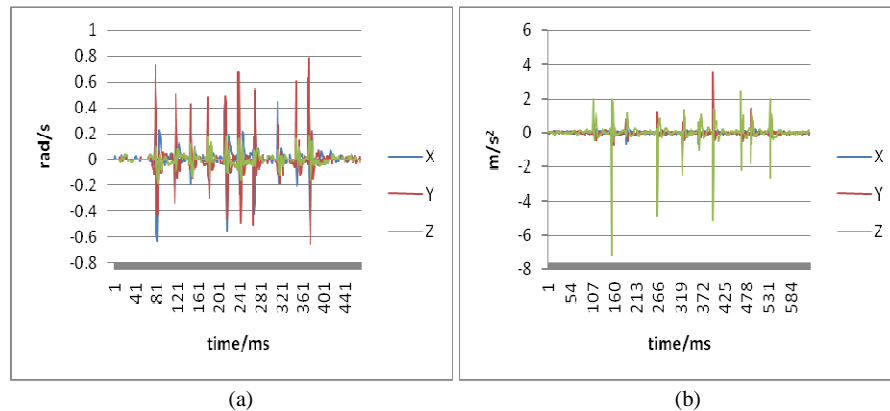 1
0.8
0.6
0.4
0.2
0
-0.2
-0.4
-0.6
-0.8
rad/s
1 41 81 121 161 201 241 281 321 361 401 441
time/ms
X
Y
Z
(a)
6
4
2
0
-2
-4
-6
-8
m/s²
1 54 107 160 213 266 319 372 425 478 531 584
time/ms
X
Y
Z
(b)